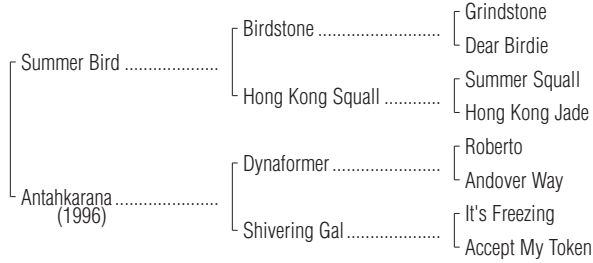 Grindstone
Birdstone ........................
Dear Birdie
Summer Bird ...................
Summer Squall
Hong Kong Squall ...........
Hong Kong Jade
Roberto
Dynaformer .....................
Andover Way
Antahkarana .....................
(1996)
It's Freezing
Shivering Gal ...................
Accept My Token